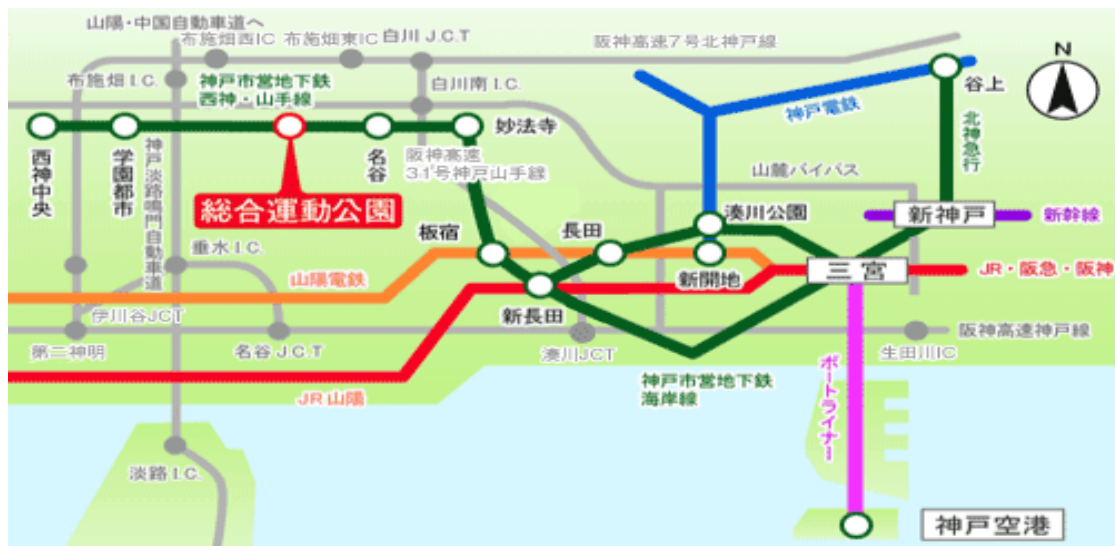 山陽・中国自動車道へ
布施畑西IC
布施畑東IC
白川 J.C.T
阪神高速7号北神戸線
布施畑I.C.
神戸市営地下鉄
西神・山手線
白川南I.C.
神戸電鉄
谷上
N
西神中央
学園都市
神戸淡路鳴門自動車道
名谷
妙法寺
阪神高速
31号神戸山手線
山麓バイパス
北神急行
総合運動公園
板宿
長田
湊川公園
新神戸
新幹線
垂水I.C.
山陽電鉄
新開地
三宮
JR・阪急・阪神
伊川谷JCT
新長田
第二神明
名谷J.C.T
湊川JCT
生田川IC
阪神高速神戸線
JR山陽
神戸市営地下鉄
海岸線
ポートライナー
淡路I.C.
神戸空港